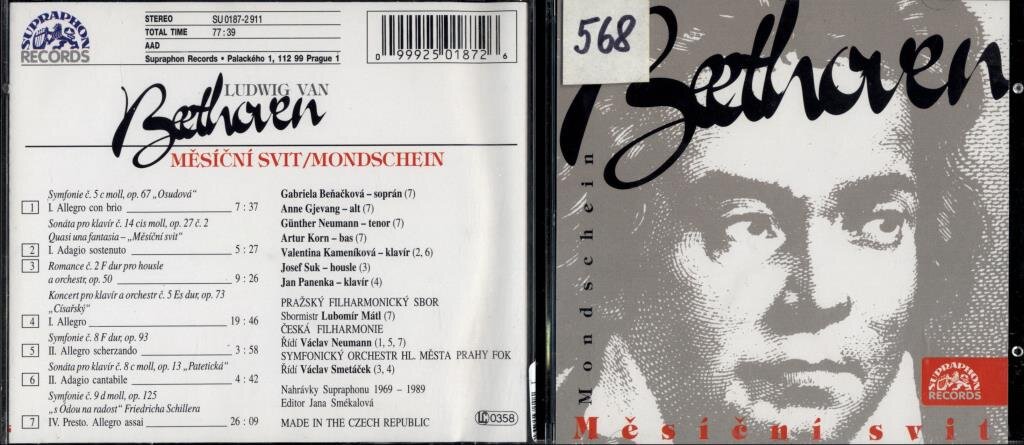 SUPRAPHON
RECORDS
STEREO SU 0187-2 911
TOTAL TIME 77:39
AAD
Supraphon Records • Palackého 1, 112 99 Prague 1
0 99925 01872 6
LUDWIG VAN
Beethoven
MĚSÍČNÍ SVIT/MONDSCHEIN
Symfonie č. 5 c moll, op. 67 „Osudová“
1 I. Allegro con brio 7 : 37
Sonáta pro klavír č. 14 cis moll, op. 27 č. 2
Quasi una fantasia – „Měsíční svit“
2 I. Adagio sostenuto 5 : 27
3 Romance č. 2 F dur pro housle
a orchestr, op. 50 9 : 26
Koncert pro klavír a orchestr č. 5 Es dur, op. 73
„Císařský“
4 I. Allegro 19 : 46
Symfonie č. 8 F dur, op. 93
5 II. Allegro scherzando 3 : 58
Sonáta pro klavír č. 8 c moll, op. 13 „Patetická“
6 II. Adagio cantabile 4 : 42
Symfonie č. 9 d moll, op. 125
„s Ódou na radost“ Friedricha Schillera
7 IV. Presto. Allegro assai 26 : 09
Gabriela Beňačková – soprán (7)
Anne Gjevang – alt (7)
Günther Neumann – tenor (7)
Artur Korn – bas (7)
Valentina Kameníková – klavír (2, 6)
Josef Suk – housle (3)
Jan Panenka – klavír (4)
PRAŽSKÝ FILHARMONICKÝ SBOR
Sbormistr Lubomír Mátl (7)
ČESKÁ FILHARMONIE
Řídí Václav Neumann (1, 5, 7)
SYMFONICKÝ ORCHESTR HL. MĚSTA PRAHY FOK
Řídí Václav Smetáček (3, 4)
Nahrávky Supraphonu 1969 – 1989
Editor Jana Smékalová
MADE IN THE CZECH REPUBLIC
LC 0358
568
Beethoven
Mondschein
SUPRAPHON
RECORDS
Měsíční svit